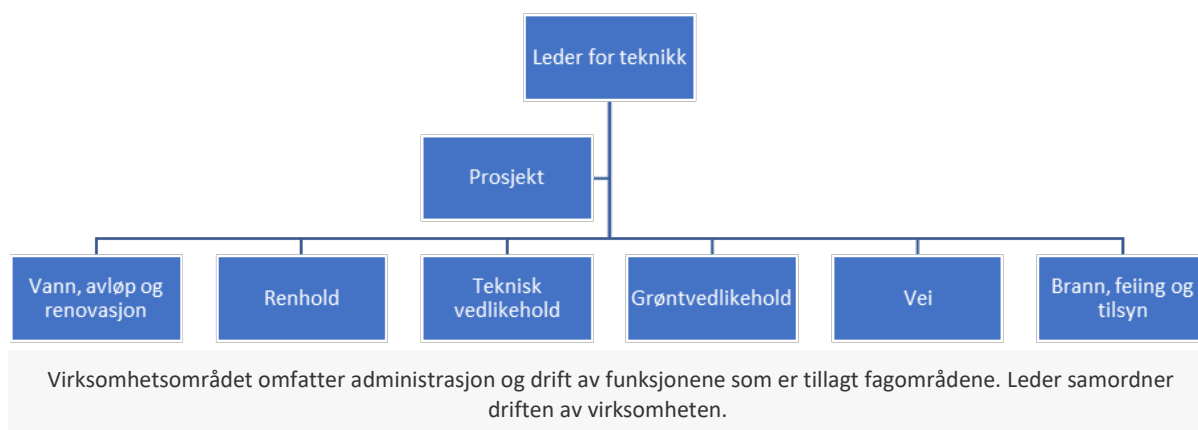 Leder for teknikk
Prosjekt
Vann, avløp og
renovasjon
Renhold
Teknisk
vedlikehold
Grøntvedlikehold
Vei
Brann, feiing og
tilsyn
Virksomhetsområdet omfatter administrasjon og drift av funksjonene som er tillagt fagområdene. Leder samordner
driften av virksomheten.